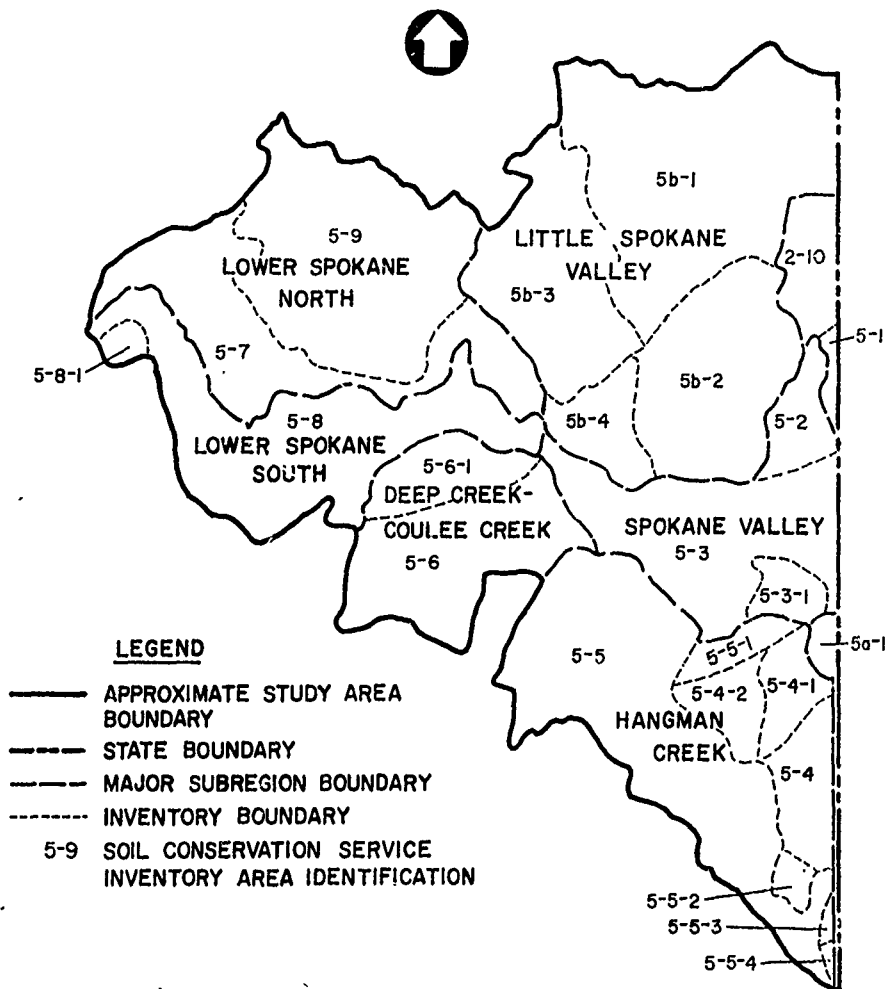 5b-1
5-9
LITTLE SPOKANE
VALLEY
2-10
LOWER SPOKANE
NORTH
5b-3
5-1
5-8-1
5-7
5b-2
5-8
5b-4
5-2
LOWER SPOKANE
SOUTH
5-6-1
DEEP CREEK-
COULEE CREEK
SPOKANE VALLEY
5-3
5-6
5-3-1
LEGEND
5-5
5-5-1
5a-1
APPROXIMATE STUDY AREA
BOUNDARY
5-4-2
5-4-1
HANGMAN
CREEK
STATE BOUNDARY
5-4
MAJOR SUBREGION BOUNDARY
INVENTORY BOUNDARY
5-9 SOIL CONSERVATION SERVICE
INVENTORY AREA IDENTIFICATION
5-5-2
5-5-3
5-5-4